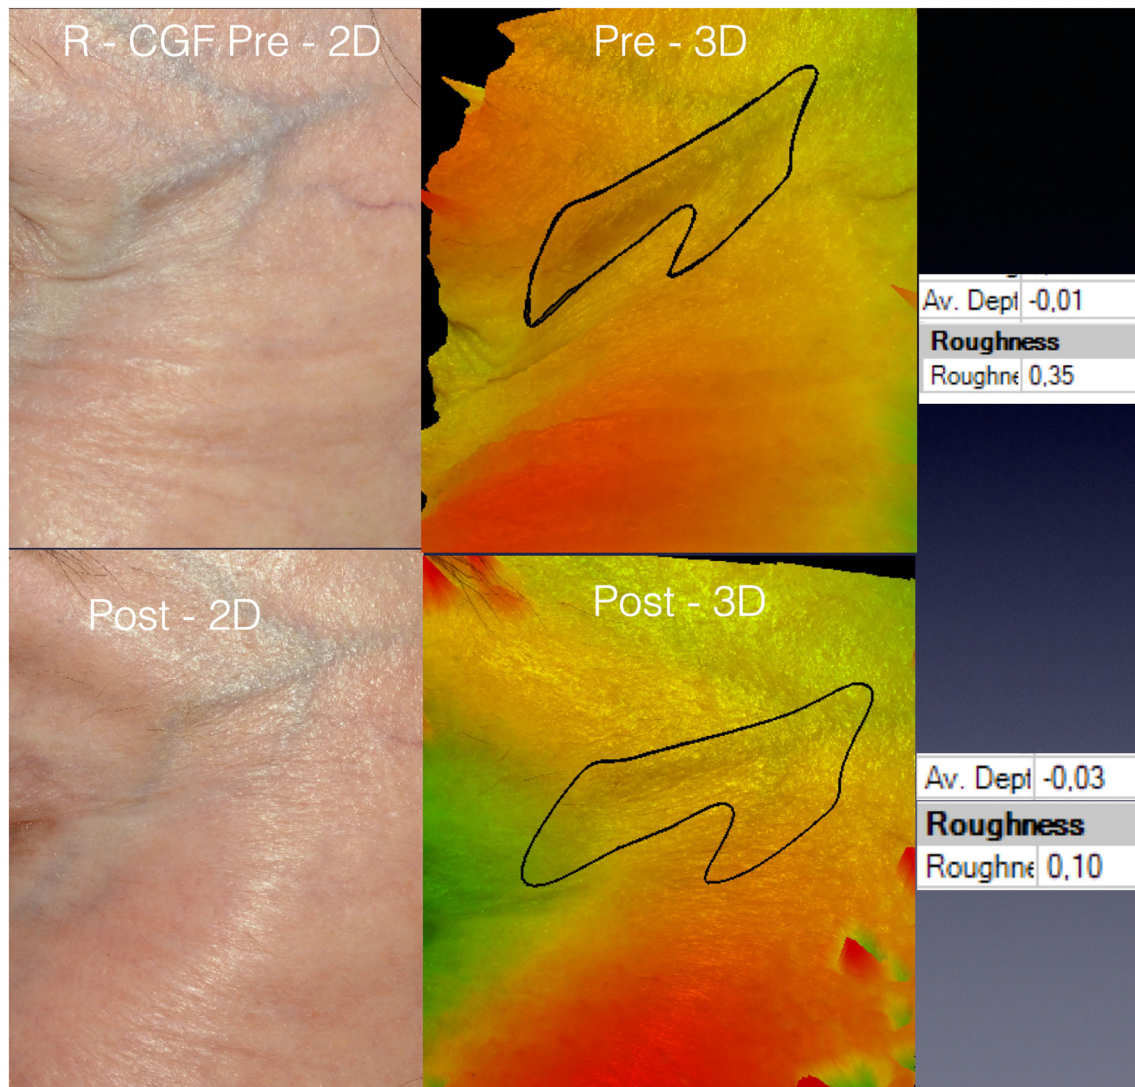 R - CGF Pre - 2D
Pre - 3D
Av. Dept -0,01
Roughness
Roughne 0,35
Post - 2D
Post - 3D
Av. Dept -0,03
Roughness
Roughne 0,10